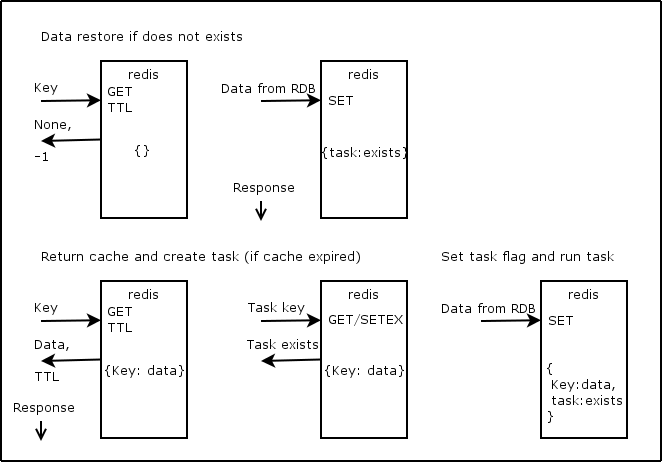 Data restore if does not exists
redis
Key
GET
TTL
None,
-1
{}
redis
Data from RDB
SET
{task:exists}
Response
Return cache and create task (if cache expired)
redis
Key
GET
TTL
Data,
TTL
{Key: data}
Response
redis
Task key
GET/SETEX
Task exists
{Key: data}
Set task flag and run task
redis
Data from RDB
SET
{
Key:data,
task:exists
}